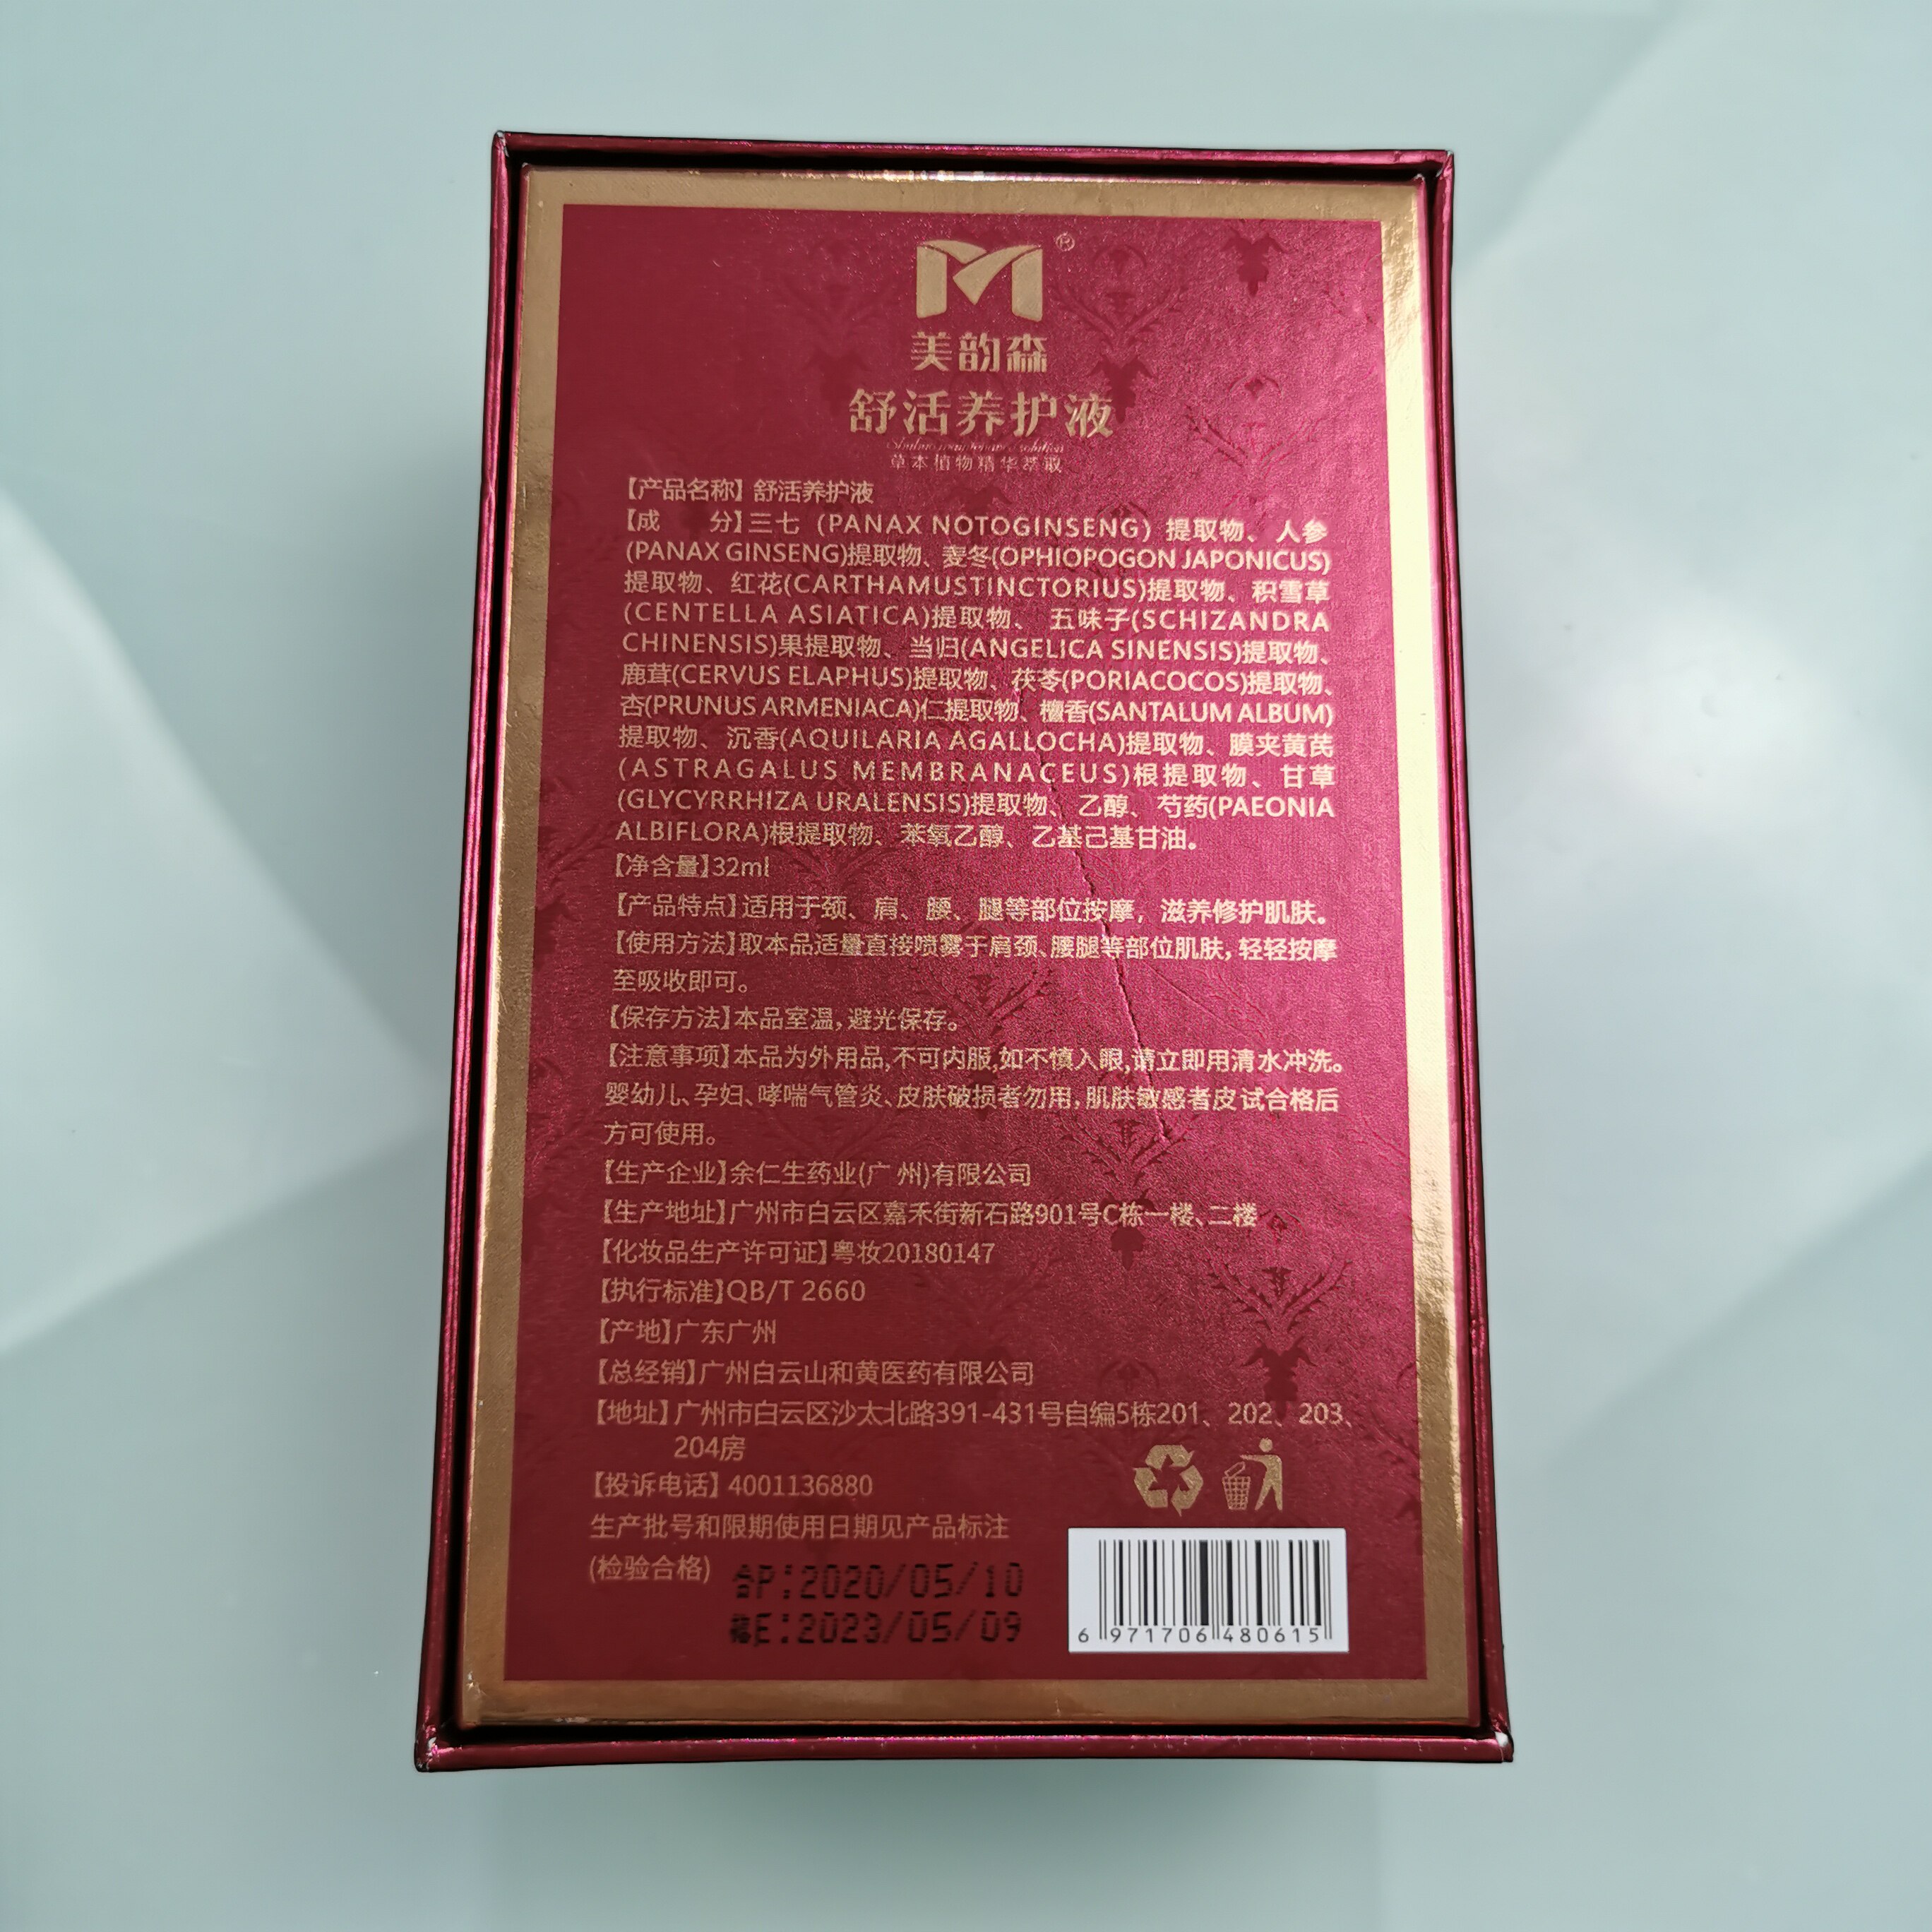 ®
美韵森
舒活养护液
草本植物精华萃取
【产品名称】舒活养护液
【成 分】三七 (PANAX NOTOGINSENG) 提取物、人参
(PANAX GINSENG)提取物、麦冬(OPHIOPOGON JAPONICUS)
提取物、红花(CARTHAMUSTINCTORIUS)提取物、积雪草
(CENTELLA ASIATICA)提取物、 五味子(SCHIZANDRA
CHINENSIS)果提取物、当归(ANGELICA SINENSIS)提取物、
鹿茸(CERVUS ELAPHUS)提取物、茯苓(PORIACOCOS)提取物、
杏(PRUNUS ARMENIACA)仁提取物、檀香(SANTALUM ALBUM)
提取物、沉香(AQUILARIA AGALLOCHA)提取物、膜夹黄芪
(ASTRAGALUS MEMBRANACEUS)根提取物、甘草
(GLYCYRRHIZA URALENSIS)提取物、 乙醇、芍药(PAEONIA
ALBIFLORA)根提取物、苯氧乙醇、乙基己基甘油。
【净含量】32ml
【产品特点】适用于颈、肩、腰、腿等部位按摩，滋养修护肌肤。
【使用方法】取本品适量直接喷雾于肩颈、腰腿等部位肌肤，轻轻按摩
至吸收即可。
【保存方法】本品室温，避光保存。
【注意事项】本品为外用品,不可内服,如不慎入眼,请立即用清水冲洗。
婴幼儿、孕妇、哮喘气管炎、皮肤破损者勿用，肌肤敏感者皮试合格后
方可使用。
【生产企业】余仁生药业(广州)有限公司
【生产地址】广州市白云区嘉禾街新石路901号C栋一楼、二楼
【化妆品生产许可证】粤妆20180147
【执行标准】QB/T 2660
【产地】广东广州
【总经销】广州白云山和黄医药有限公司
【地址】广州市白云区沙太北路391-431号自编5栋201、202、203、
204房
【投诉电话】4001136880
生产批号和限期使用日期见产品标注
(检验合格)
合P:2020/05/10
E:2023/05/09
6 971706 480615